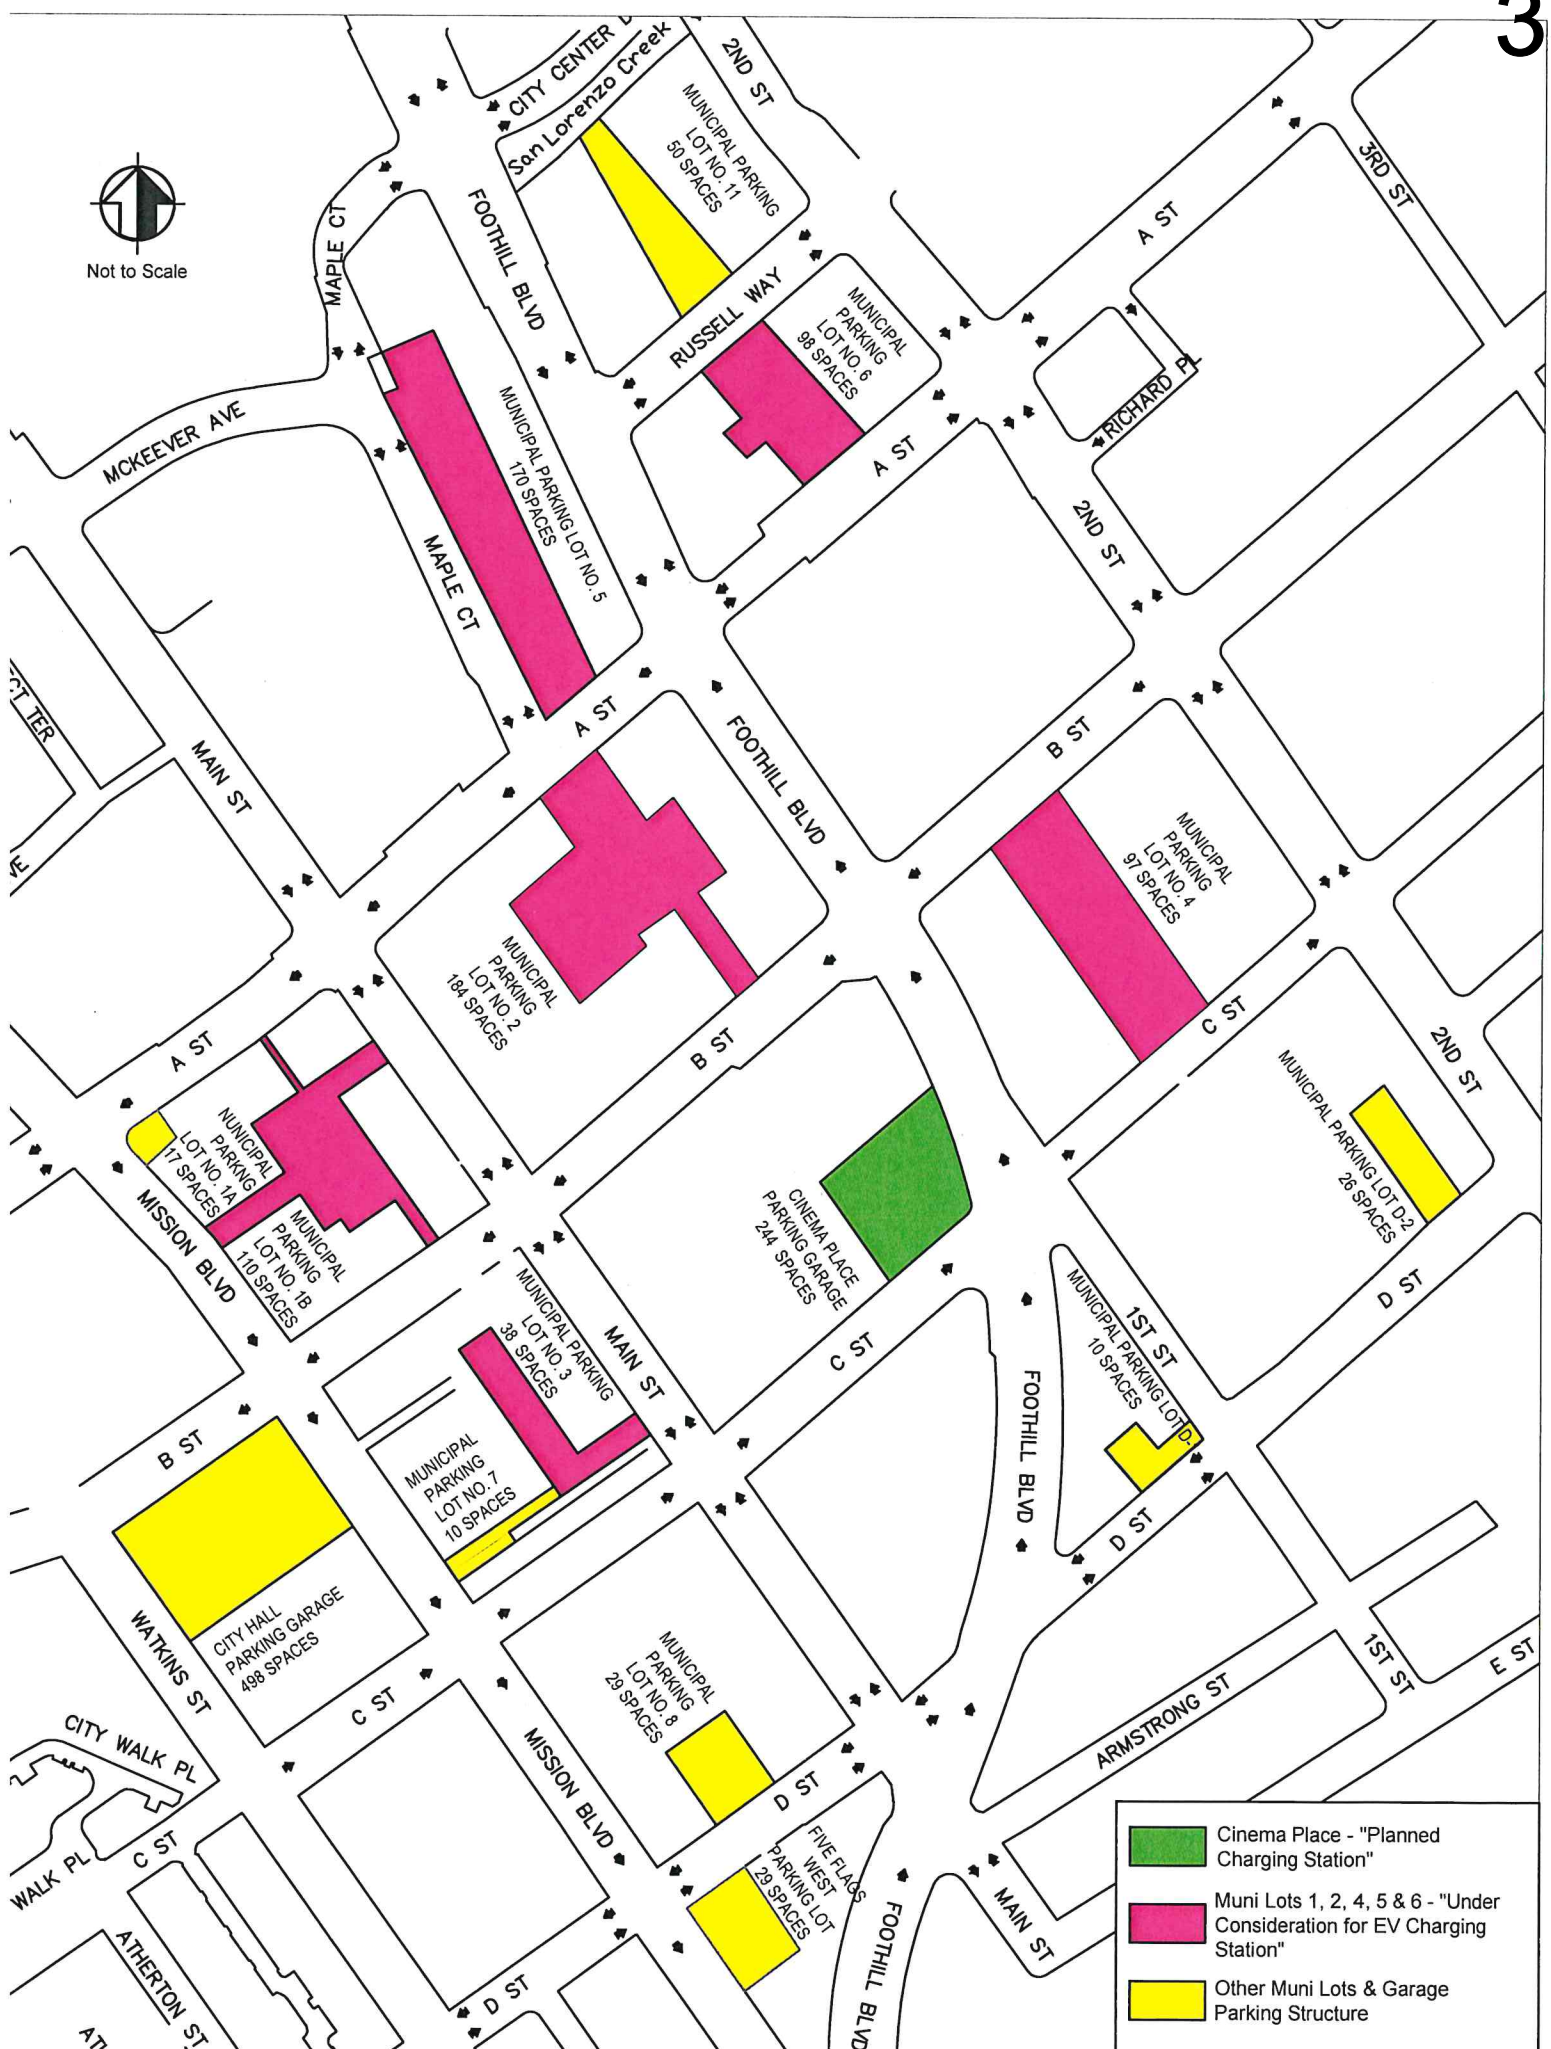 3
CITY CENTER D
San Lorenzo Creek
2ND ST
MUNICIPAL PARKING
LOT NO. 11
50 SPACES
3RD ST
A ST
Not to Scale
MAPLE CT
FOOTHILL BLVD
RUSSELL WAY
MUNICIPAL
PARKING
LOT NO. 6
98 SPACES
RICHARD PL
MCKEEVER AVE
MUNICIPAL PARKING LOT NO. 5
170 SPACES
A ST
2ND ST
MAPLE CT
ECT TER
MAIN ST
A ST
FOOTHILL BLVD
B ST
MUNICIPAL
PARKING
LOT NO. 4
97 SPACES
VE
MUNICIPAL
PARKING
LOT NO. 2
184 SPACES
C ST
2ND ST
A ST
B ST
NUNICIPAL
PARKNG
LOT NO. 1A
17 SPACES
MUNICIPAL
PARKING
LOT NO. 1B
110 SPACES
MISSION BLVD
CINEMA PLACE
PARKING GARAGE
244 SPACES
MUNICIPAL PARKING LOT D-2
26 SPACES
D ST
MUNICIPAL PARKING
LOT NO. 3
38 SPACES
MAIN ST
C ST
1ST ST
MUNICIPAL PARKING LOT D-
10 SPACES
FOOTHILL BLVD
B ST
MUNICIPAL
PARKING
LOT NO. 7
10 SPACES
D ST
CITY HALL
PARKING GARAGE
498 SPACES
WATKINS ST
C ST
MUNICIPAL
PARKING
LOT NO. 8
29 SPACES
1ST ST
E ST
ARMSTRONG ST
CITY WALK PL
MISSION BLVD
D ST
WALK PL
C ST
FIVE FLAGS
WEST
PARKING LOT
29 SPACES
FOOTHILL BLVD
MAIN ST
ATHERTON ST
D ST
AT
Cinema Place - "Planned
Charging Station"
Muni Lots 1, 2, 4, 5 & 6 - "Under
Consideration for EV Charging
Station"
Other Muni Lots & Garage
Parking Structure